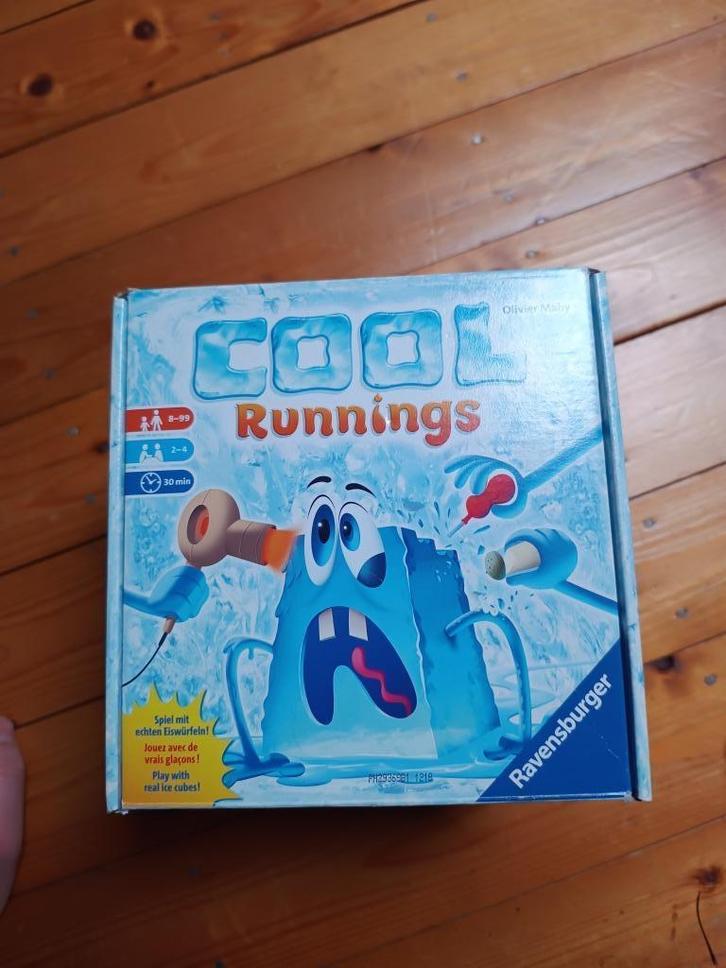 Olivier Mahy
COOL
Runnings
8–99
2–4
30 min
Spiel mit
echten Eiswürfeln!
Jouez avec de
vrais glaçons !
Play with
real ice cubes!
Ravensburger